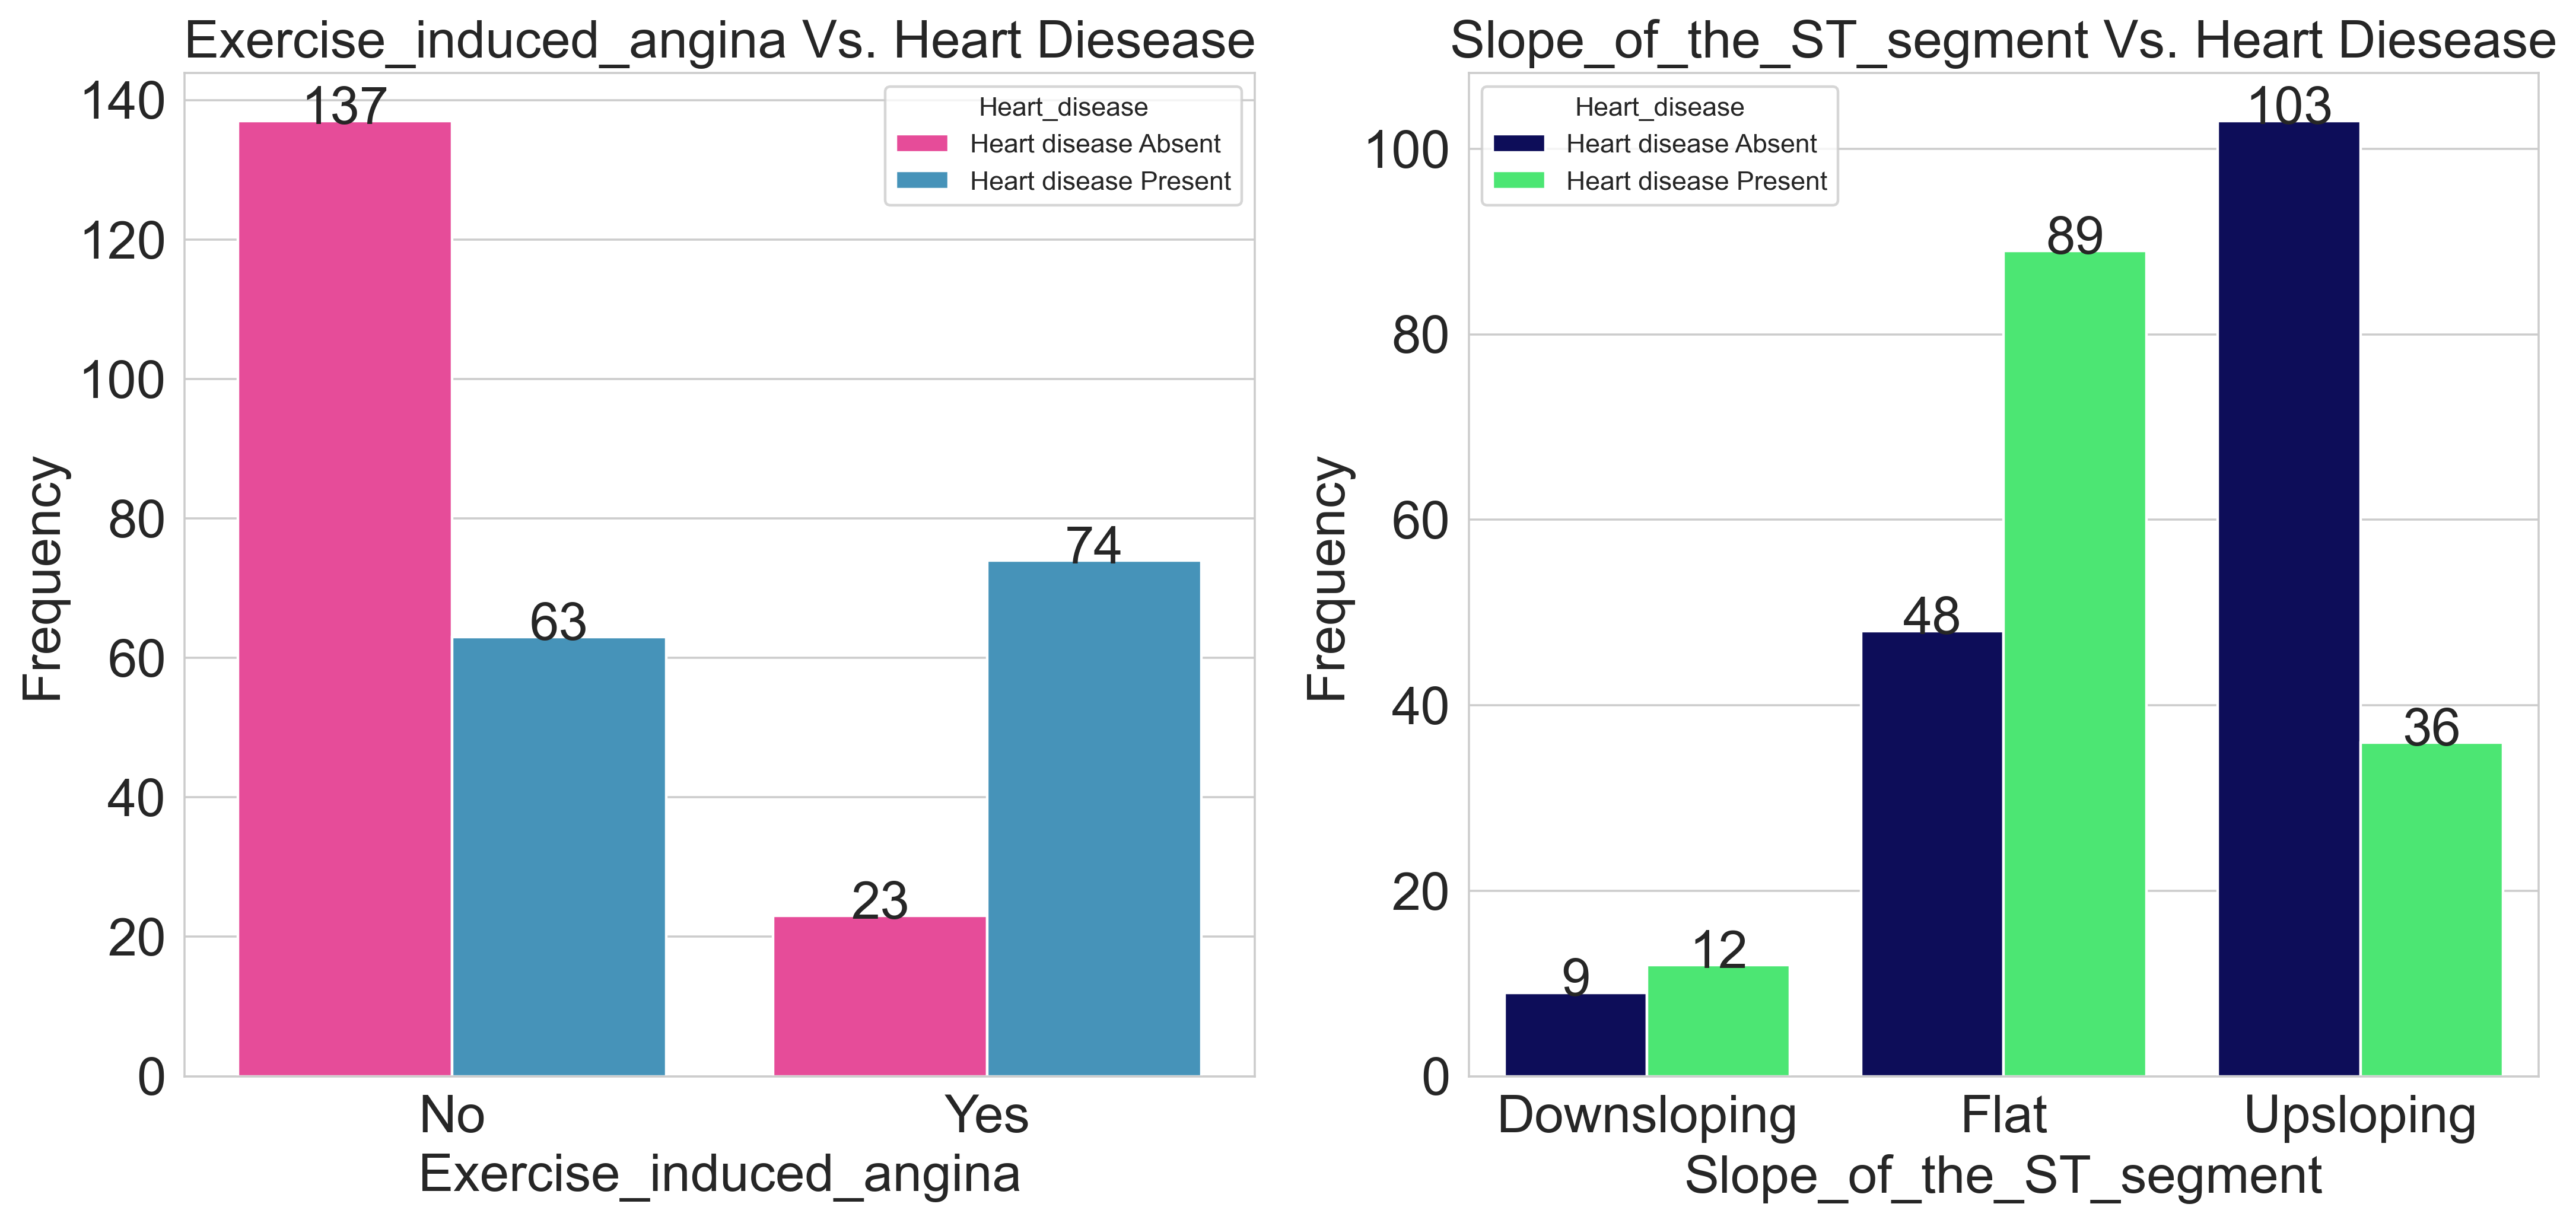 Exercise_induced_angina Vs. Heart Diesease
140
120
100
80
60
40
20
0
Frequency
137
63
23
74
Heart_disease
Heart disease Absent
Heart disease Present
No
Yes
Exercise_induced_angina
Slope_of_the_ST_segment Vs. Heart Diesease
100
80
60
40
20
0
Frequency
Heart_disease
Heart disease Absent
Heart disease Present
9
12
48
89
103
36
Downsloping
Flat
Upsloping
Slope_of_the_ST_segment